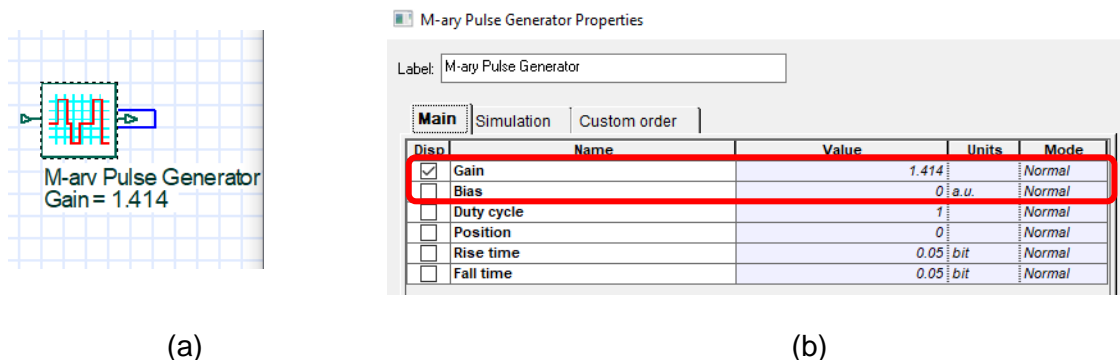 M-ary Pulse Generator
Gain = 1.414
(a)
M-ary Pulse Generator Properties
Label: M-ary Pulse Generator
Main Simulation Custom order
Disp Name Value Units Mode
Gain 1.414 Normal
Bias 0 a.u. Normal
Duty cycle 1 Normal
Position 0 Normal
Rise time 0.05 bit Normal
Fall time 0.05 bit Normal
(b)